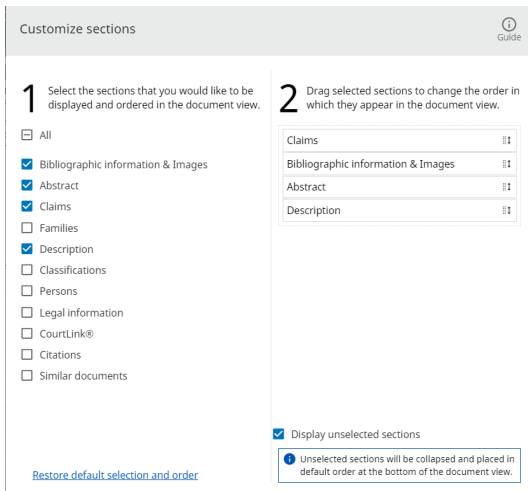 Customize sections
Guide
1 Select the sections that you would like to be
displayed and ordered in the document view.
All
Bibliographic information & Images
Abstract
Claims
Families
Description
Classifications
Persons
Legal information
CourtLink®
Citations
Similar documents
Restore default selection and order
2 Drag selected sections to change the order in
which they appear in the document view.
Claims
Bibliographic information & Images
Abstract
Description
Display unselected sections
Unselected sections will be collapsed and placed in
default order at the bottom of the document view.